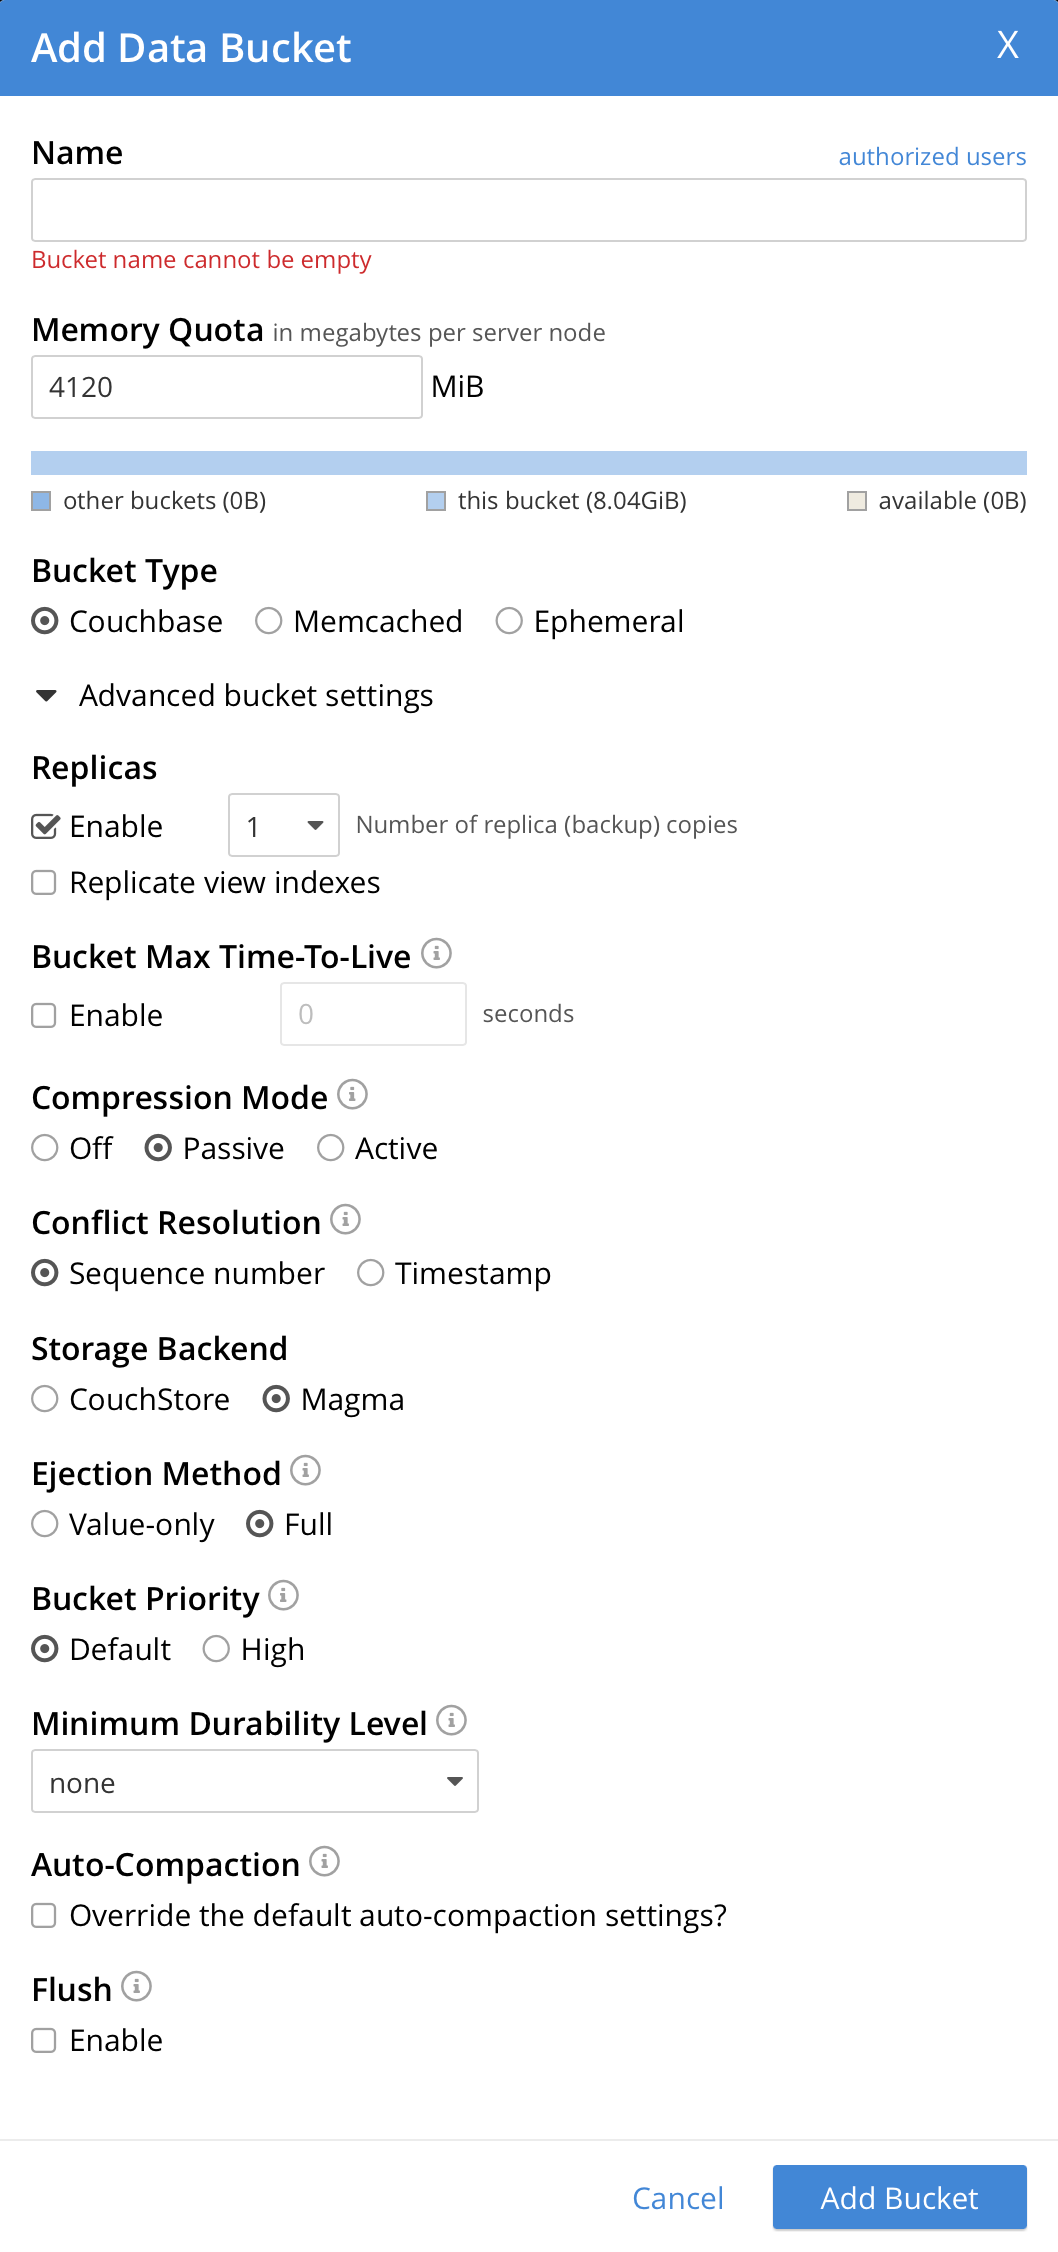 Add Data Bucket X
Name authorized users
Bucket name cannot be empty
Memory Quota in megabytes per server node
4120 MiB
other buckets (0B) this bucket (8.04GiB) available (0B)
Bucket Type
Couchbase Memcached Ephemeral
Advanced bucket settings
Replicas
Enable 1 Number of replica (backup) copies
Replicate view indexes
Bucket Max Time-To-Live
Enable 0 seconds
Compression Mode
Off Passive Active
Conflict Resolution
Sequence number Timestamp
Storage Backend
CouchStore Magma
Ejection Method
Value-only Full
Bucket Priority
Default High
Minimum Durability Level
none
Auto-Compaction
Override the default auto-compaction settings?
Flush
Enable
Cancel Add Bucket